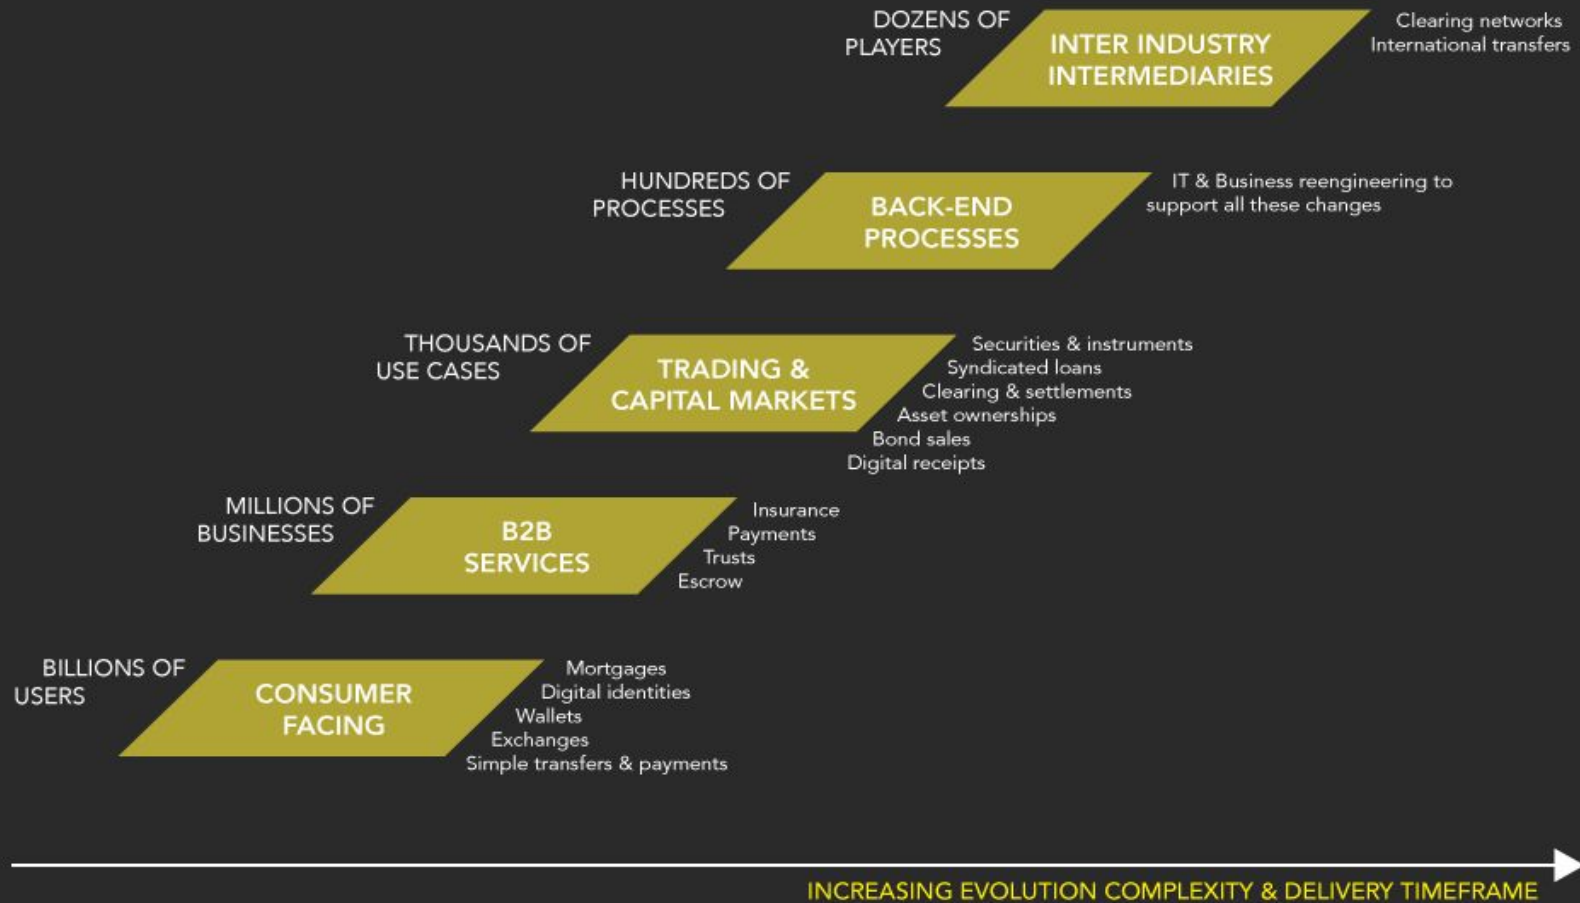 DOZENS OF
PLAYERS
INTER INDUSTRY
INTERMEDIARIES
Clearing networks
International transfers
HUNDREDS OF
PROCESSES
BACK-END
PROCESSES
IT & Business reengineering to
support all these changes
THOUSANDS OF
USE CASES
TRADING &
CAPITAL MARKETS
Securities & instruments
Syndicated loans
Clearing & settlements
Asset ownerships
Bond sales
Digital receipts
MILLIONS OF
BUSINESSES
B2B
SERVICES
Insurance
Payments
Trusts
Escrow
BILLIONS OF
USERS
CONSUMER
FACING
Mortgages
Digital identities
Wallets
Exchanges
Simple transfers & payments
INCREASING EVOLUTION COMPLEXITY & DELIVERY TIMEFRAME